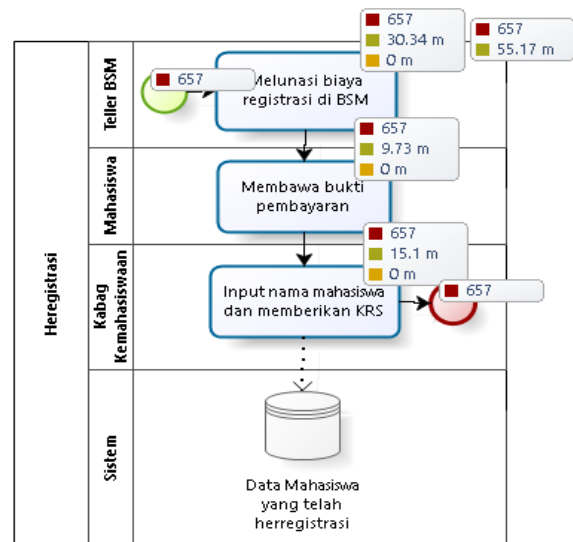 Heregistrasi
Teller BSM
657
Melunasi biaya
registrasi di BSM
657
30.34 m
0 m
657
55.17 m
Mahasiswa
Membawa bukti
pembayaran
657
9.73 m
0 m
Kabag
Kemahasiswaan
Input nama mahasiswa
dan memberikan KRS
657
15.1 m
0 m
657
Sistem
Data Mahasiswa
yang telah
herregistrasi